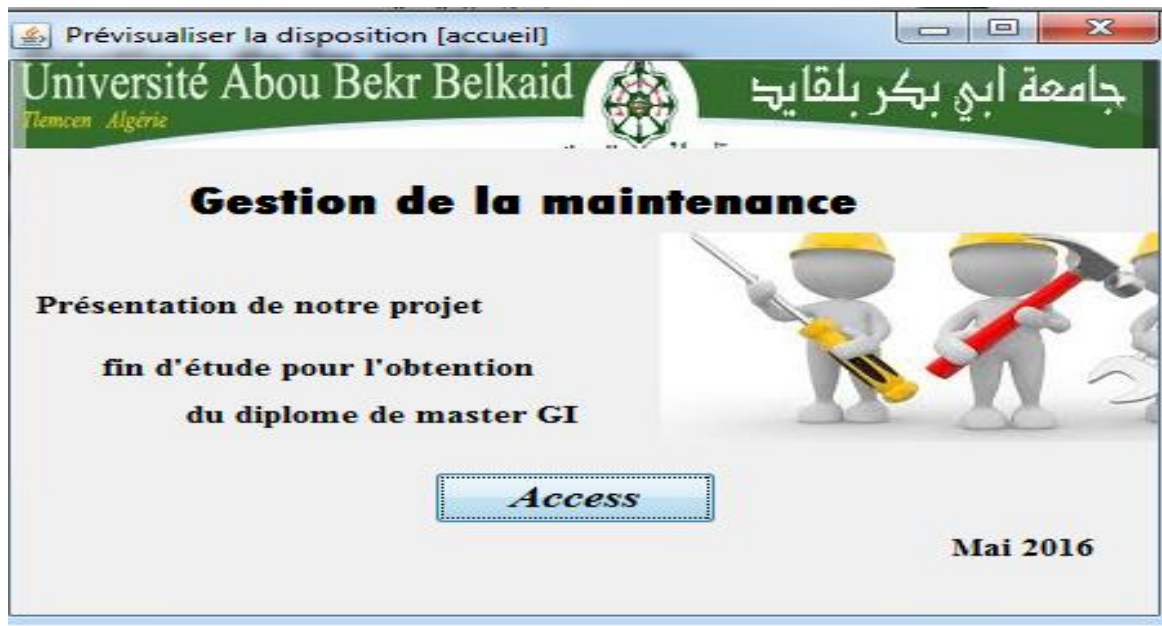 Prévisualiser la disposition [accueil]
Université Abou Bekr Belkaid
جامعة ابي بكر بلقايد
Tlemcen Algérie
Gestion de la maintenance
Présentation de notre projet
fin d'étude pour l'obtention
du diplome de master GI
Access
Mai 2016